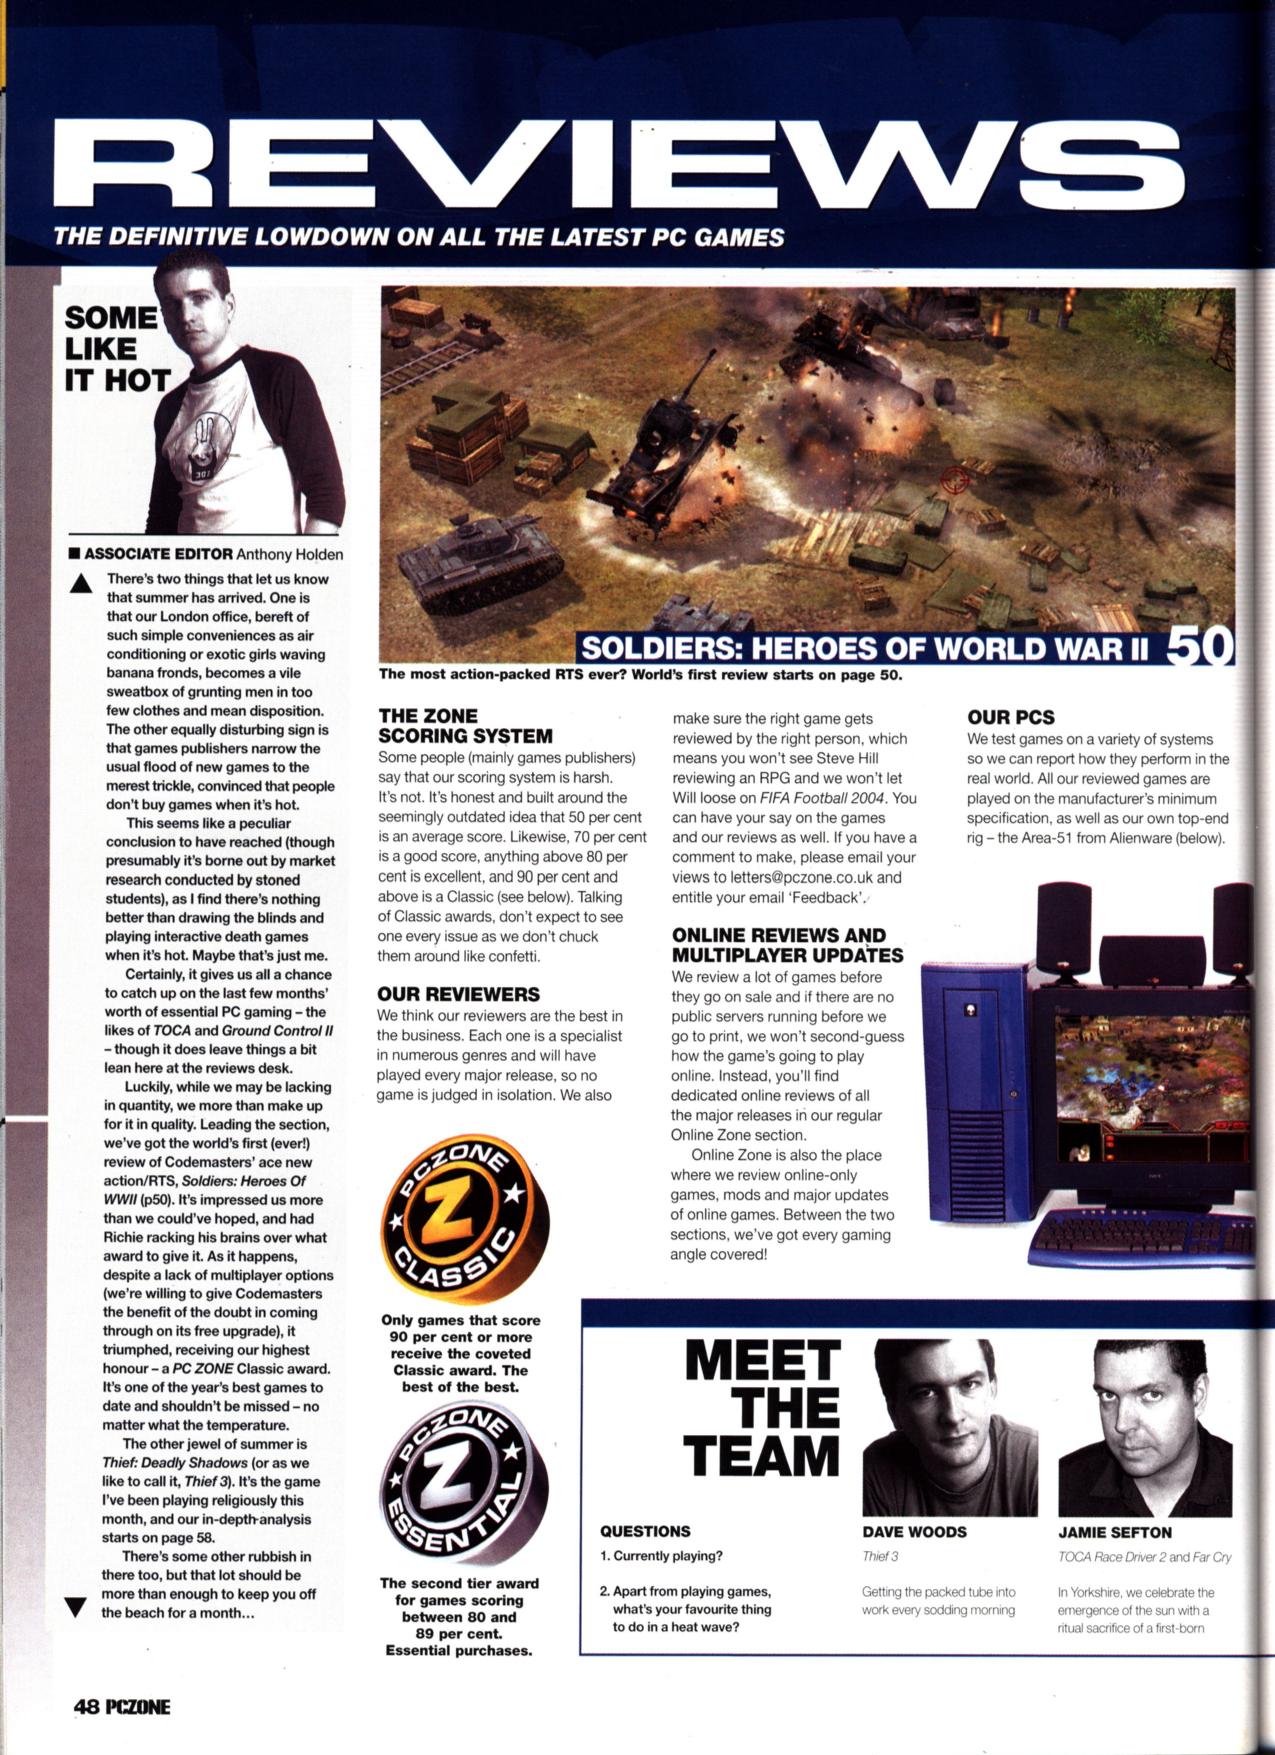 REVIEWS
THE DEFINITIVE LOWDOWN ON ALL THE LATEST PC GAMES
SOME
LIKE
IT HOT
■ ASSOCIATE EDITOR Anthony Holden
There's two things that let us know
that summer has arrived. One is
that our London office, bereft of
such simple conveniences as air
conditioning or exotic girls waving
banana fronds, becomes a vile
sweatbox of grunting men in too
few clothes and mean disposition.
The other equally disturbing sign is
that games publishers narrow the
usual flood of new games to the
merest trickle, convinced that people
don't buy games when it's hot.
This seems like a peculiar
conclusion to have reached (though
presumably it's borne out by market
research conducted by stoned
students), as I find there's nothing
better than drawing the blinds and
playing interactive death games
when it's hot. Maybe that's just me.
Certainly, it gives us all a chance
to catch up on the last few months'
worth of essential PC gaming – the
likes of TOCA and Ground Control II
– though it does leave things a bit
lean here at the reviews desk.
Luckily, while we may be lacking
in quantity, we more than make up
for it in quality. Leading the section,
we've got the world's first (ever!)
review of Codemasters' ace new
action/RTS, Soldiers: Heroes Of
WWII (p50). It's impressed us more
than we could've hoped, and had
Richie racking his brains over what
award to give it. As it happens,
despite a lack of multiplayer options
(we're willing to give Codemasters
the benefit of the doubt in coming
through on its free upgrade), it
triumphed, receiving our highest
honour – a PC ZONE Classic award.
It's one of the year's best games to
date and shouldn't be missed – no
matter what the temperature.
The other jewel of summer is
Thief: Deadly Shadows (or as we
like to call it, Thief 3). It's the game
I've been playing religiously this
month, and our in-depth analysis
starts on page 58.
There's some other rubbish in
there too, but that lot should be
more than enough to keep you off
the beach for a month...
SOLDIERS: HEROES OF WORLD WAR II 50
The most action-packed RTS ever? World's first review starts on page 50.
THE ZONE
SCORING SYSTEM
Some people (mainly games publishers)
say that our scoring system is harsh.
It's not. It's honest and built around the
seemingly outdated idea that 50 per cent
is an average score. Likewise, 70 per cent
is a good score, anything above 80 per
cent is excellent, and 90 per cent and
above is a Classic (see below). Talking
of Classic awards, don't expect to see
one every issue as we don't chuck
them around like confetti.
OUR REVIEWERS
We think our reviewers are the best in
the business. Each one is a specialist
in numerous genres and will have
played every major release, so no
game is judged in isolation. We also
make sure the right game gets
reviewed by the right person, which
means you won't see Steve Hill
reviewing an RPG and we won't let
Will loose on FIFA Football 2004. You
can have your say on the games
and our reviews as well. If you have a
comment to make, please email your
views to letters@pczone.co.uk and
entitle your email 'Feedback'.
ONLINE REVIEWS AND
MULTIPLAYER UPDATES
We review a lot of games before
they go on sale and if there are no
public servers running before we
go to print, we won't second-guess
how the game's going to play
online. Instead, you'll find
dedicated online reviews of all
the major releases in our regular
Online Zone section.
Online Zone is also the place
where we review online-only
games, mods and major updates
of online games. Between the two
sections, we've got every gaming
angle covered!
OUR PCS
We test games on a variety of systems
so we can report how they perform in the
real world. All our reviewed games are
played on the manufacturer's minimum
specification, as well as our own top-end
rig – the Area-51 from Alienware (below).
PCZONE
Z
CLASSIC
Only games that score
90 per cent or more
receive the coveted
Classic award. The
best of the best.
PCZONE
Z
ESSENTIAL
The second tier award
for games scoring
between 80 and
89 per cent.
Essential purchases.
MEET
THE
TEAM
QUESTIONS
1. Currently playing?
2. Apart from playing games,
what's your favourite thing
to do in a heat wave?
DAVE WOODS
Thief 3
Getting the packed tube into
work every sodding morning
JAMIE SEFTON
TOCA Race Driver 2 and Far Cry
In Yorkshire, we celebrate the
emergence of the sun with a
ritual sacrifice of a first-born
48 PCZONE